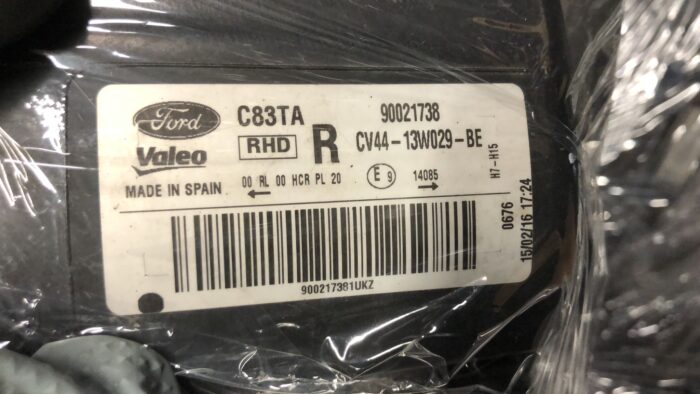 Ford
C83TA
90021738
Valeo
RHD
R
CV44-13W029-BE
MADE IN SPAIN
00 RL 00 HCR PL 20
←
E 9
14085
→
H7-H15
0676
15/02/16 17:24
900217381UKZ